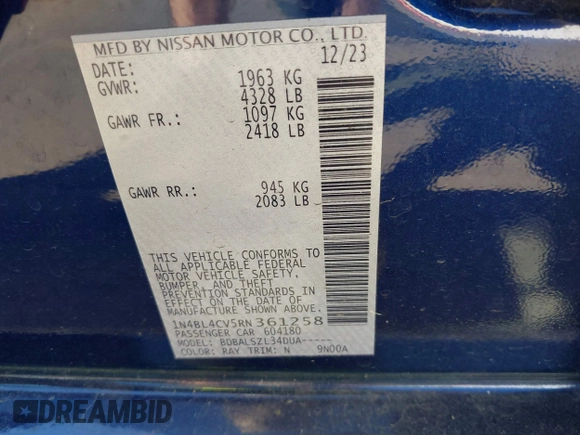 MFD BY NISSAN MOTOR CO., LTD.
DATE: 12/23
GVWR: 1963 KG
4328 LB
GAWR FR.: 1097 KG
2418 LB
GAWR RR.: 945 KG
2083 LB
THIS VEHICLE CONFORMS TO
ALL APPLICABLE FEDERAL
MOTOR VEHICLE SAFETY,
BUMPER, AND THEFT
PREVENTION STANDARDS IN
EFFECT ON THE DATE OF
MANUFACTURE SHOWN ABOVE.
1N4BL4CV5RN361258
PASSENGER CAR 604180
MODEL: BDBALSZL34DUA-----
COLOR: RAY TRIM: N 9N00A
DREAMBID